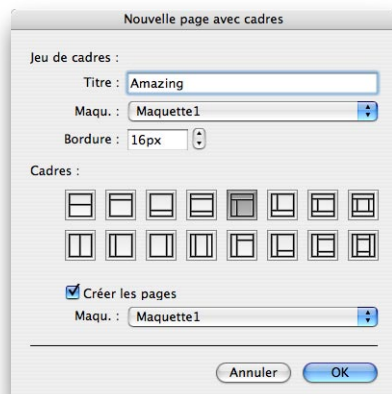 Nouvelle page avec cadres
Jeu de cadres :
Titre : Amazing
Maqu. : Maquette1
Bordure : 16px
Cadres :
Créer les pages
Maqu. : Maquette1
Annuler OK